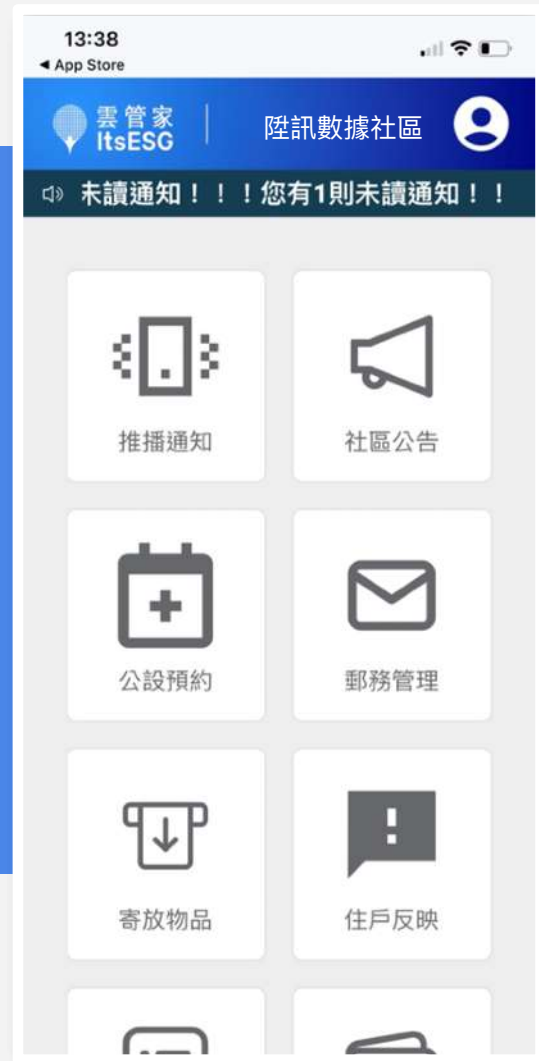 13:38
◀ App Store
雲管家
ItsESG
陞訊數據社區
未讀通知！！！您有1則未讀通知！！
推播通知
社區公告
公設預約
郵務管理
寄放物品
住戶反映